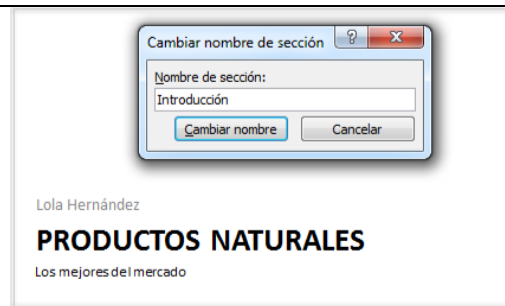 Cambiar nombre de sección
Nombre de sección:
Introducción
Cambiar nombre Cancelar
Lola Hernández
PRODUCTOS NATURALES
Los mejores del mercado